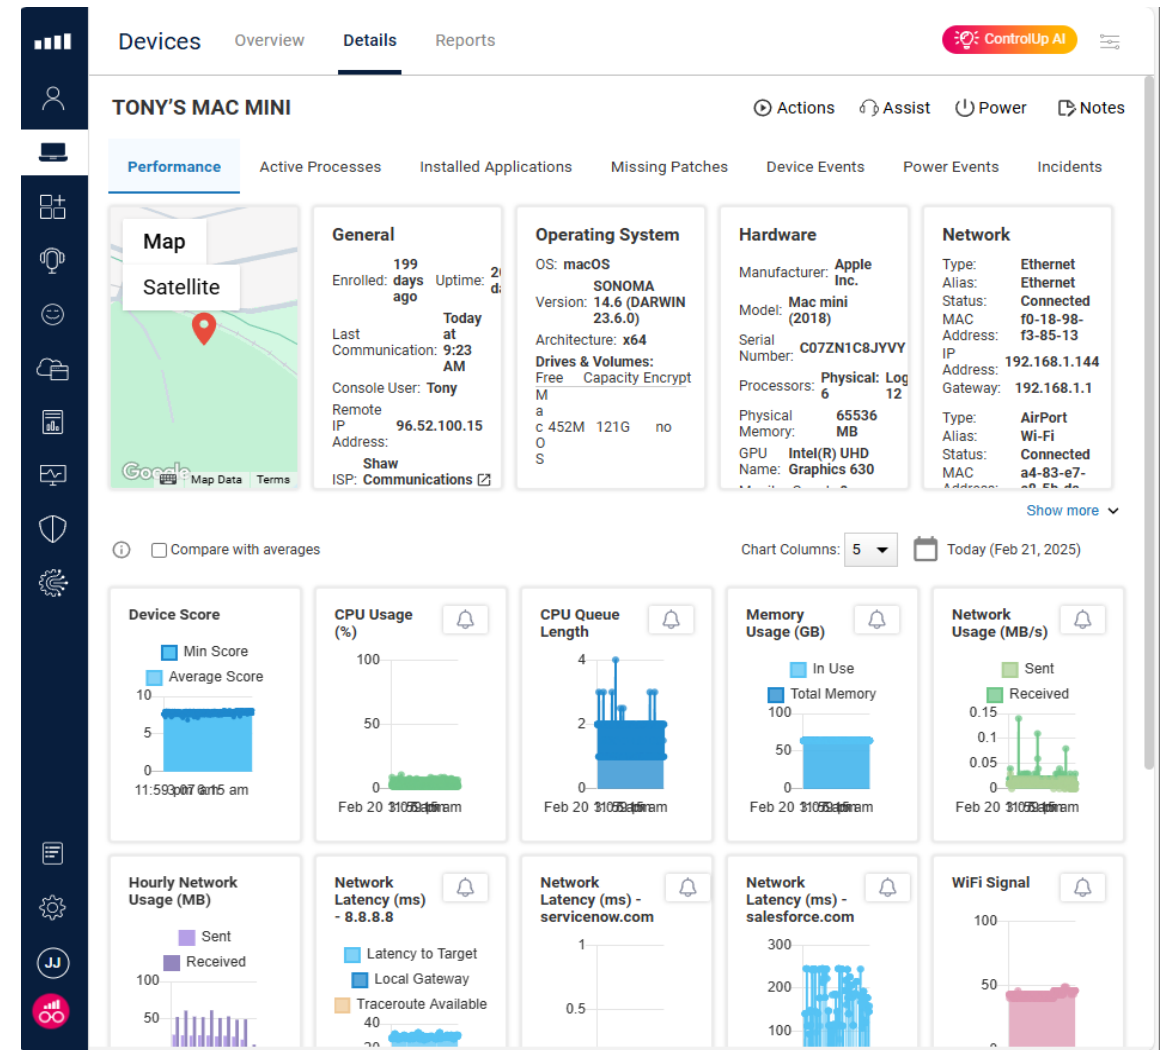 Devices Overview Details Reports
ControlUp AI
TONY'S MAC MINI
Actions Assist Power Notes
Performance Active Processes Installed Applications Missing Patches Device Events Power Events Incidents
Map
Satellite
Google
Map Data Terms
General
Enrolled: 199 days ago Uptime:
Last Communication: Today at 9:23 AM
Console User: Tony
Remote IP Address: 96.52.100.15
ISP: Shaw Communications
Operating System
OS: macOS
Version: SONOMA 14.6 (DARWIN 23.6.0)
Architecture: x64
Drives & Volumes:
Free Capacity Encrypt
MacOS 452M 121G no
Hardware
Manufacturer: Apple Inc.
Model: Mac mini (2018)
Serial Number: C07ZN1C8JYVY
Processors: Physical: 6 Log 12
Physical Memory: 65536 MB
GPU Name: Intel(R) UHD Graphics 630
Network
Type: Ethernet
Alias: Ethernet
Status: Connected
MAC Address: f0-18-98-f3-85-13
IP Address: 192.168.1.144
Gateway: 192.168.1.1
Type: AirPort
Alias: Wi-Fi
Status: Connected
MAC Address: a4-83-e7-
Show more
Compare with averages
Chart Columns: 5
Today (Feb 21, 2025)
Device Score
Min Score
Average Score
10
5
0
CPU Usage (%)
100
50
0
Feb 20
CPU Queue Length
4
2
0
Feb 20
Memory Usage (GB)
In Use
Total Memory
100
50
0
Feb 20
Network Usage (MB/s)
Sent
Received
0.15
0.1
0.05
0
Feb 20
Hourly Network Usage (MB)
Sent
Received
100
50
Network Latency (ms) - 8.8.8.8
Latency to Target
Local Gateway
Traceroute Available
40
20
Network Latency (ms) - servicenow.com
1
0.5
Network Latency (ms) - salesforce.com
300
200
100
WiFi Signal
100
50
0
JJ